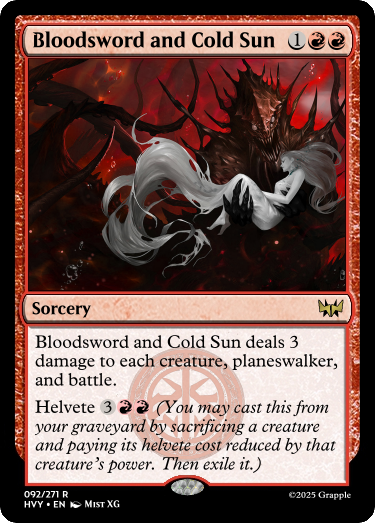 Bloodsword and Cold Sun 1
Sorcery
Bloodsword and Cold Sun deals 3
damage to each creature, planeswalker,
and battle.
Helvete 3 (You may cast this from
your graveyard by sacrificing a creature
and paying its helvete cost reduced by that
creature's power. Then exile it.)
092/271 R
HVY • EN Mist XG
©2025 Grapple